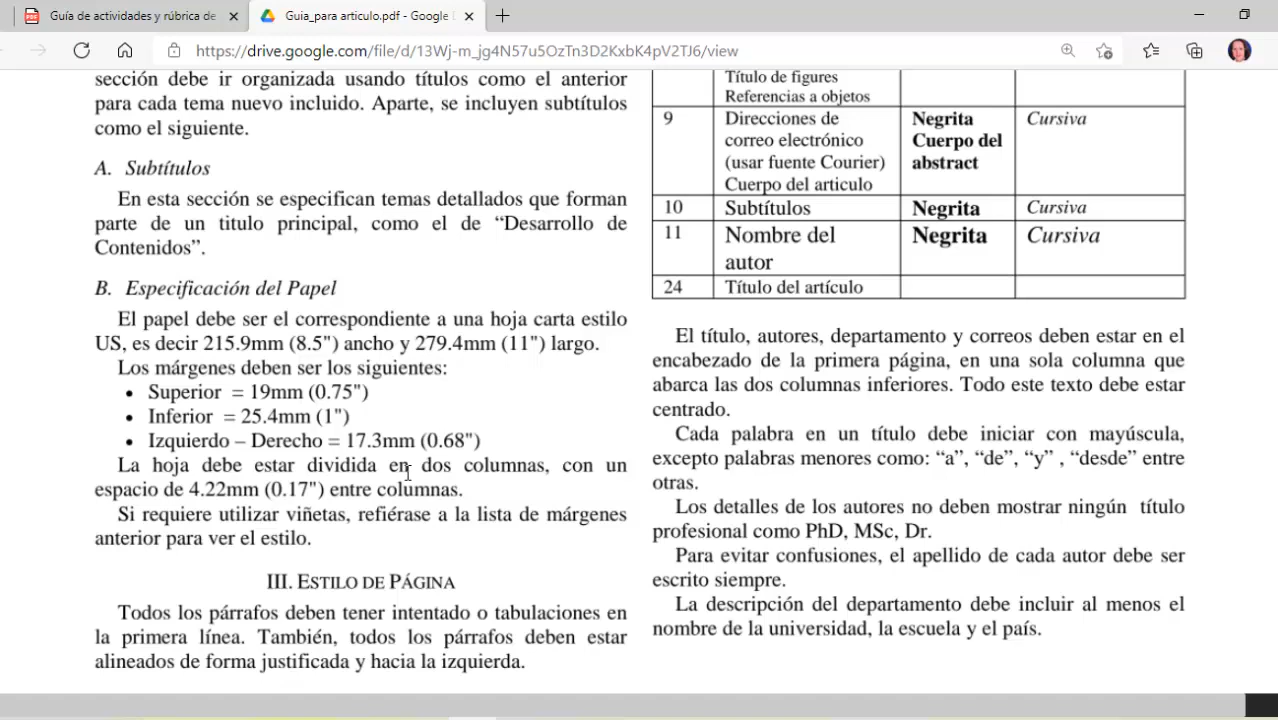 Guía de actividades y rúbrica de
Guia_para articulo.pdf - Google
https://drive.google.com/file/d/13Wj-m_jg4N57u5OzTn3D2KxbK4pV2TJ6/view
sección debe ir organizada usando títulos como el anterior
para cada tema nuevo incluido. Aparte, se incluyen subtítulos
como el siguiente.
A. Subtítulos
En esta sección se especifican temas detallados que forman
parte de un titulo principal, como el de “Desarrollo de
Contenidos”.
B. Especificación del Papel
El papel debe ser el correspondiente a una hoja carta estilo
US, es decir 215.9mm (8.5") ancho y 279.4mm (11") largo.
Los márgenes deben ser los siguientes:
• Superior = 19mm (0.75")
• Inferior = 25.4mm (1")
• Izquierdo – Derecho = 17.3mm (0.68")
La hoja debe estar dividida en dos columnas, con un
espacio de 4.22mm (0.17") entre columnas.
Si requiere utilizar viñetas, refiérase a la lista de márgenes
anterior para ver el estilo.
III. ESTILO DE PÁGINA
Todos los párrafos deben tener intentado o tabulaciones en
la primera línea. También, todos los párrafos deben estar
alineados de forma justificada y hacia la izquierda.
Título de figures
Referencias a objetos
9 Direcciones de Negrita Cursiva
correo electrónico Cuerpo del
(usar fuente Courier) abstract
Cuerpo del articulo
10 Subtítulos Negrita Cursiva
11 Nombre del Negrita Cursiva
autor
24 Título del artículo
El título, autores, departamento y correos deben estar en el
encabezado de la primera página, en una sola columna que
abarca las dos columnas inferiores. Todo este texto debe estar
centrado.
Cada palabra en un título debe iniciar con mayúscula,
excepto palabras menores como: “a”, “de”, “y” , “desde” entre
otras.
Los detalles de los autores no deben mostrar ningún título
profesional como PhD, MSc, Dr.
Para evitar confusiones, el apellido de cada autor debe ser
escrito siempre.
La descripción del departamento debe incluir al menos el
nombre de la universidad, la escuela y el país.